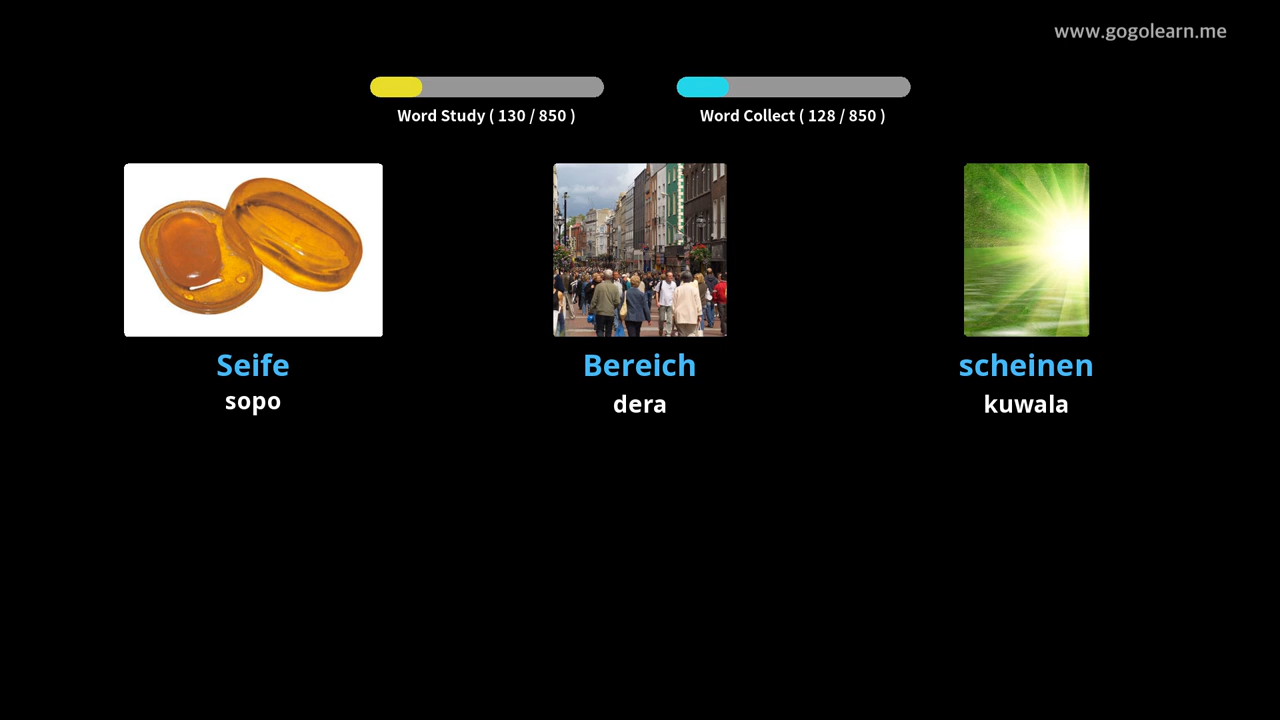 www.gogolearn.me
Word Study ( 130 / 850 )
Word Collect ( 128 / 850 )
Seife
sopo
Bereich
dera
scheinen
kuwala